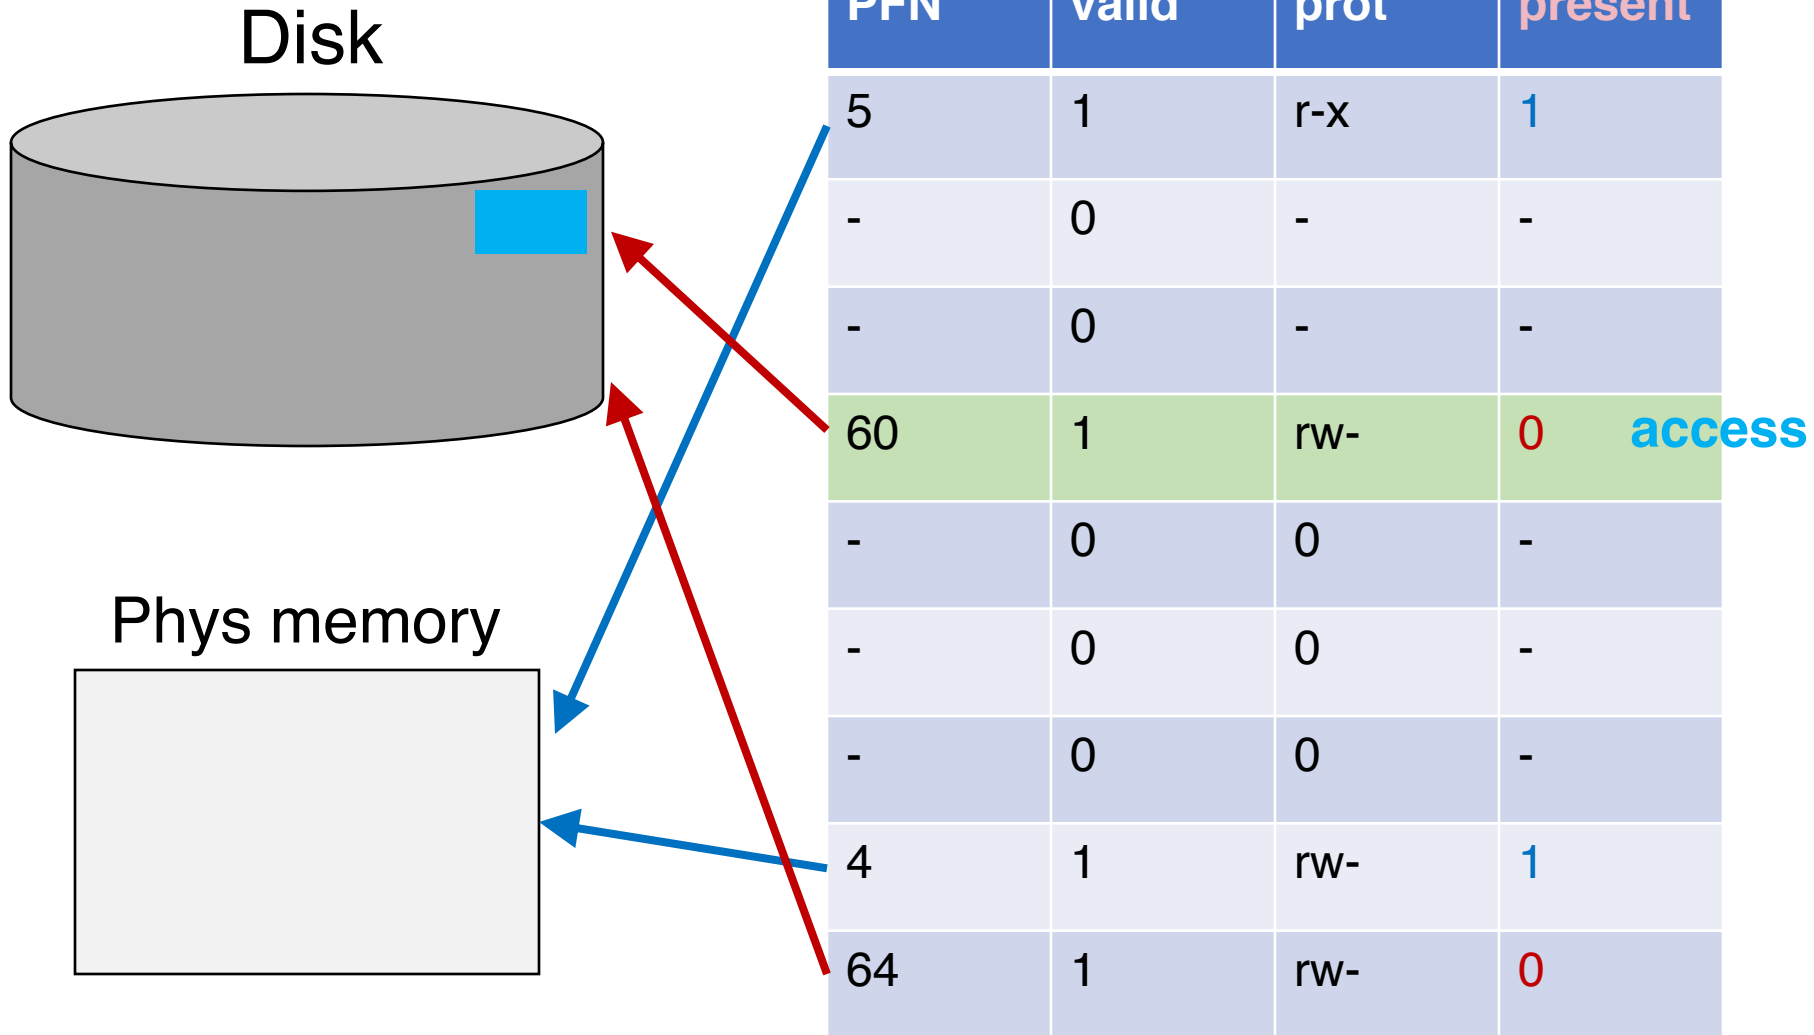 Disk
PFN valid prot present
5 1 r-x 1
- 0 - -
- 0 - -
60 1 rw- 0 access
- 0 0 -
Phys memory
- 0 0 -
- 0 0 -
4 1 rw- 1
64 1 rw- 0